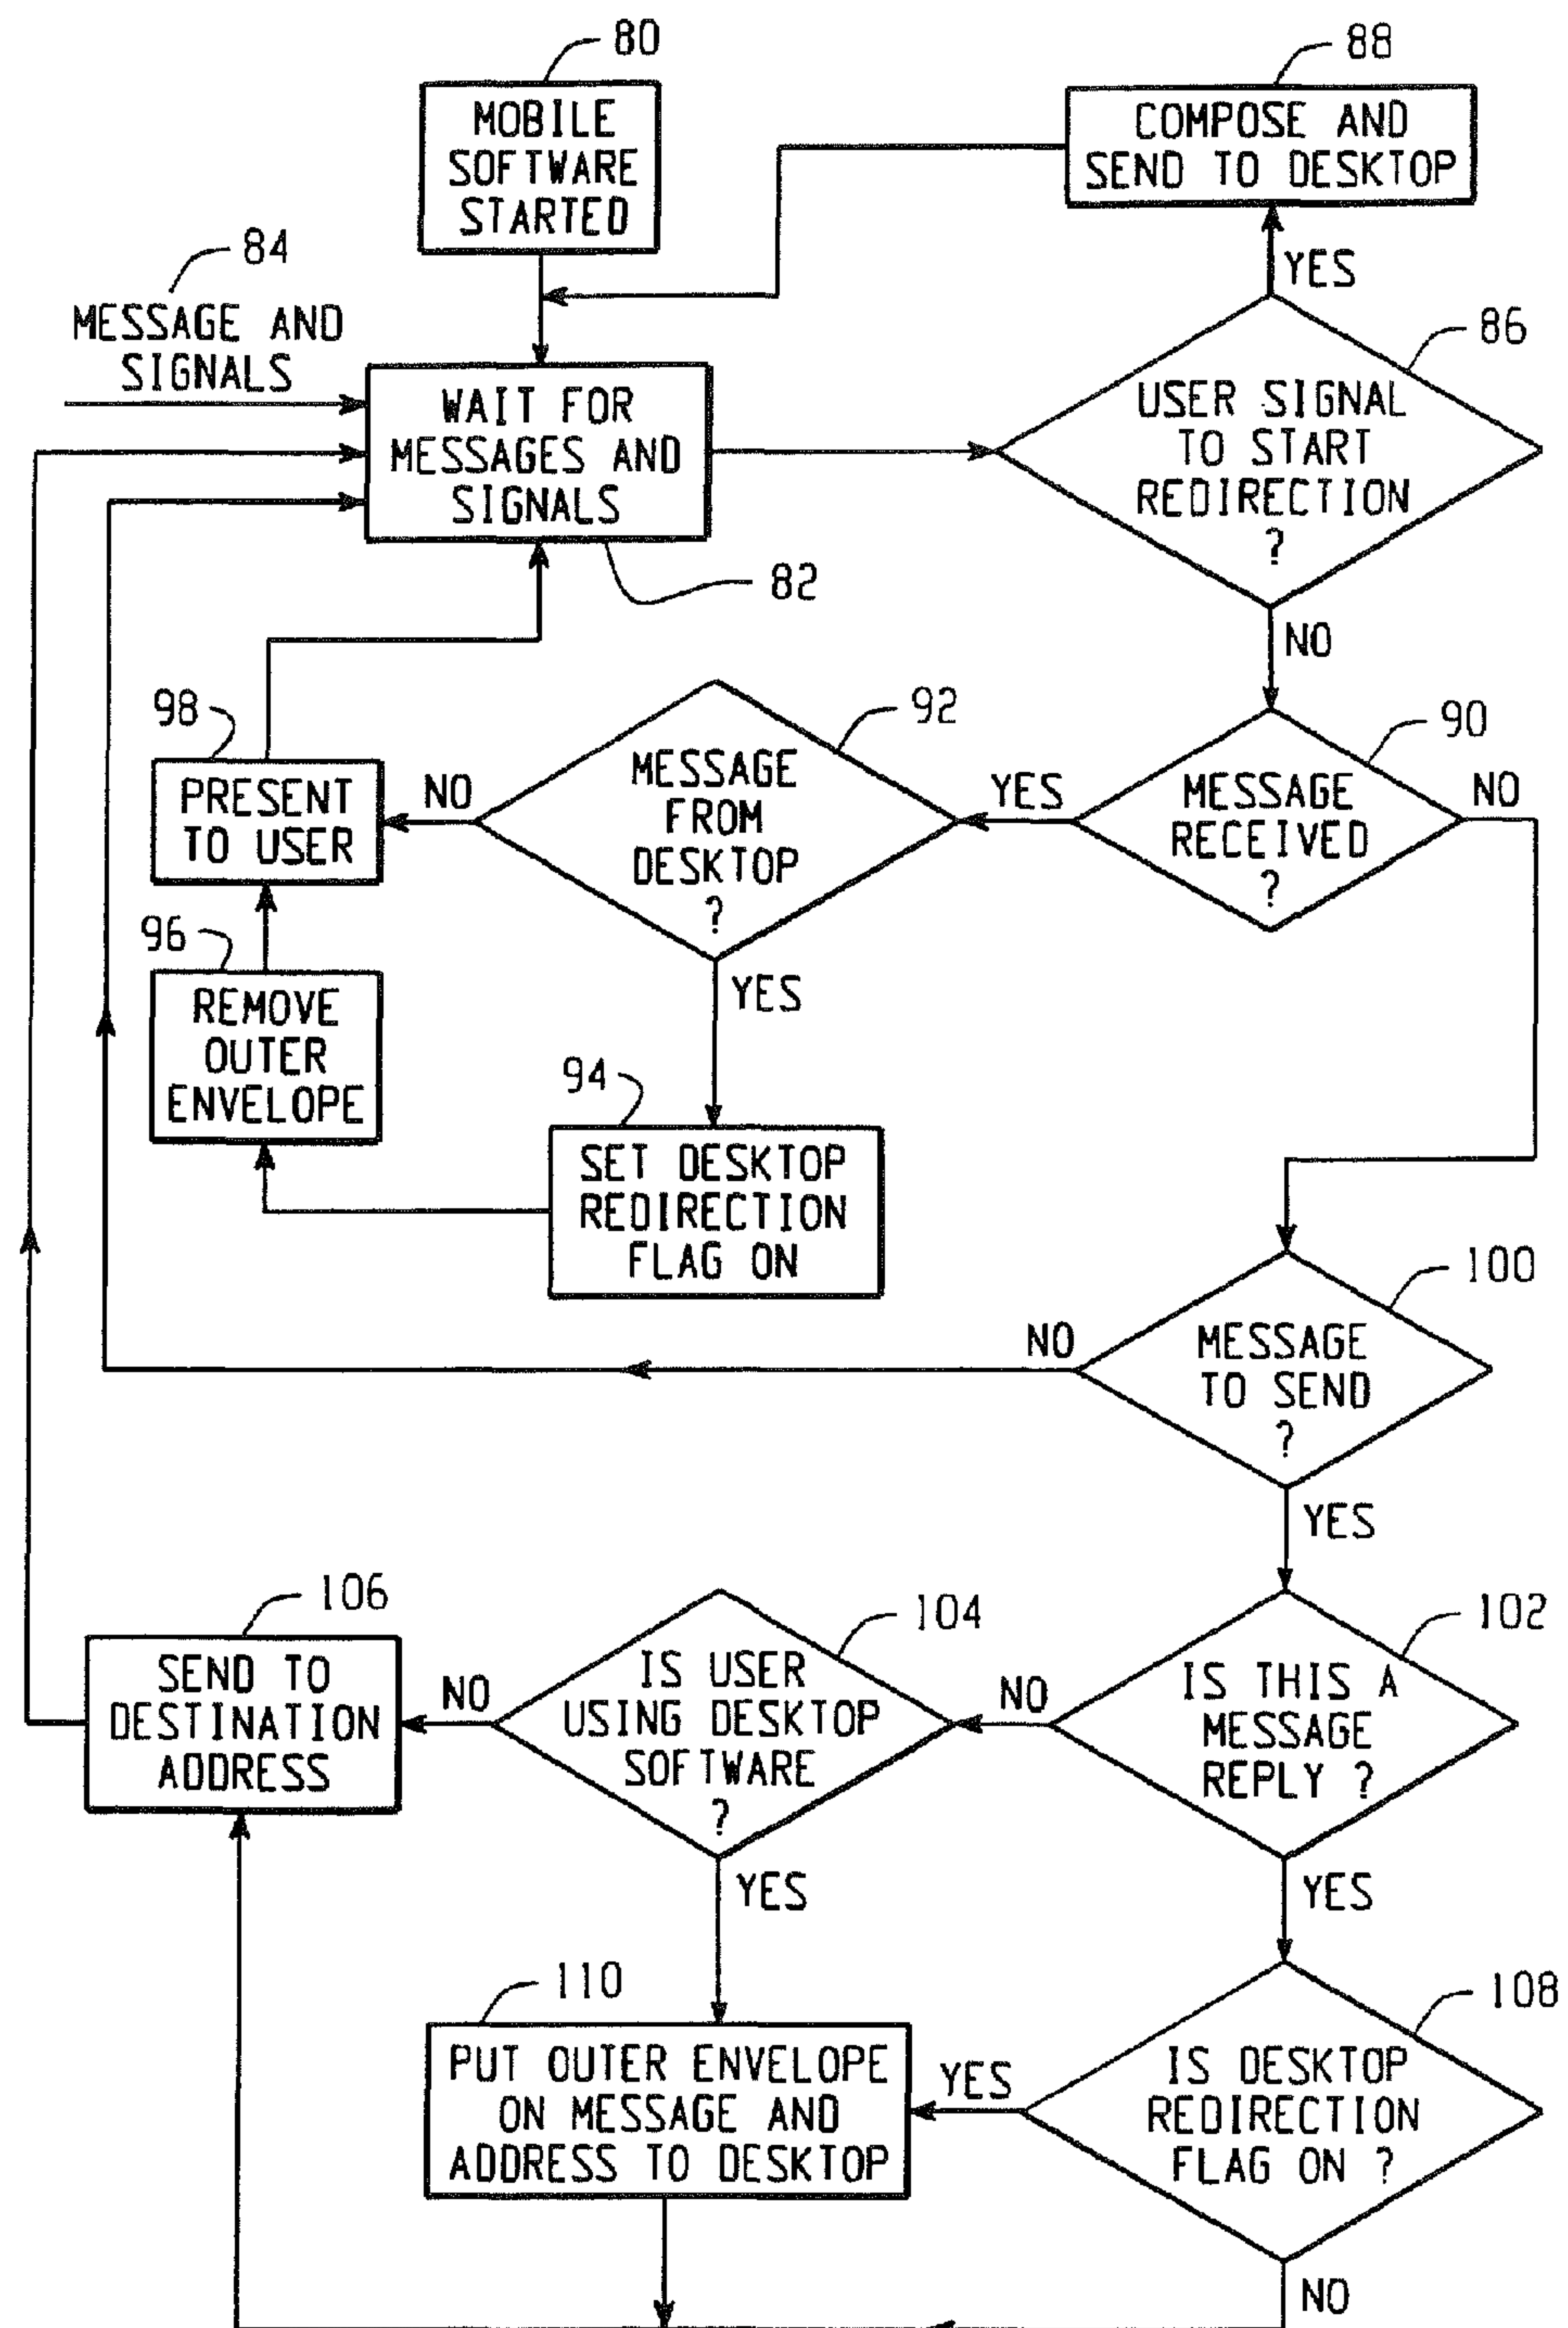 80
MOBILE
SOFTWARE
STARTED
88
COMPOSE AND
SEND TO DESKTOP
84
MESSAGE AND
SIGNALS
YES
86
WAIT FOR
MESSAGES AND
SIGNALS
82
USER SIGNAL
TO START
REDIRECTION
?
NO
98
PRESENT
TO USER
NO
92
MESSAGE
FROM
DESKTOP
?
YES
90
MESSAGE
RECEIVED
?
NO
96
REMOVE
OUTER
ENVELOPE
YES
94
SET DESKTOP
REDIRECTION
FLAG ON
100
NO
MESSAGE
TO SEND
?
YES
106
SEND TO
DESTINATION
ADDRESS
NO
104
IS USER
USING DESKTOP
SOFTWARE
?
NO
102
IS THIS A
MESSAGE
REPLY ?
YES
YES
110
PUT OUTER ENVELOPE
ON MESSAGE AND
ADDRESS TO DESKTOP
YES
108
IS DESKTOP
REDIRECTION
FLAG ON ?
NO